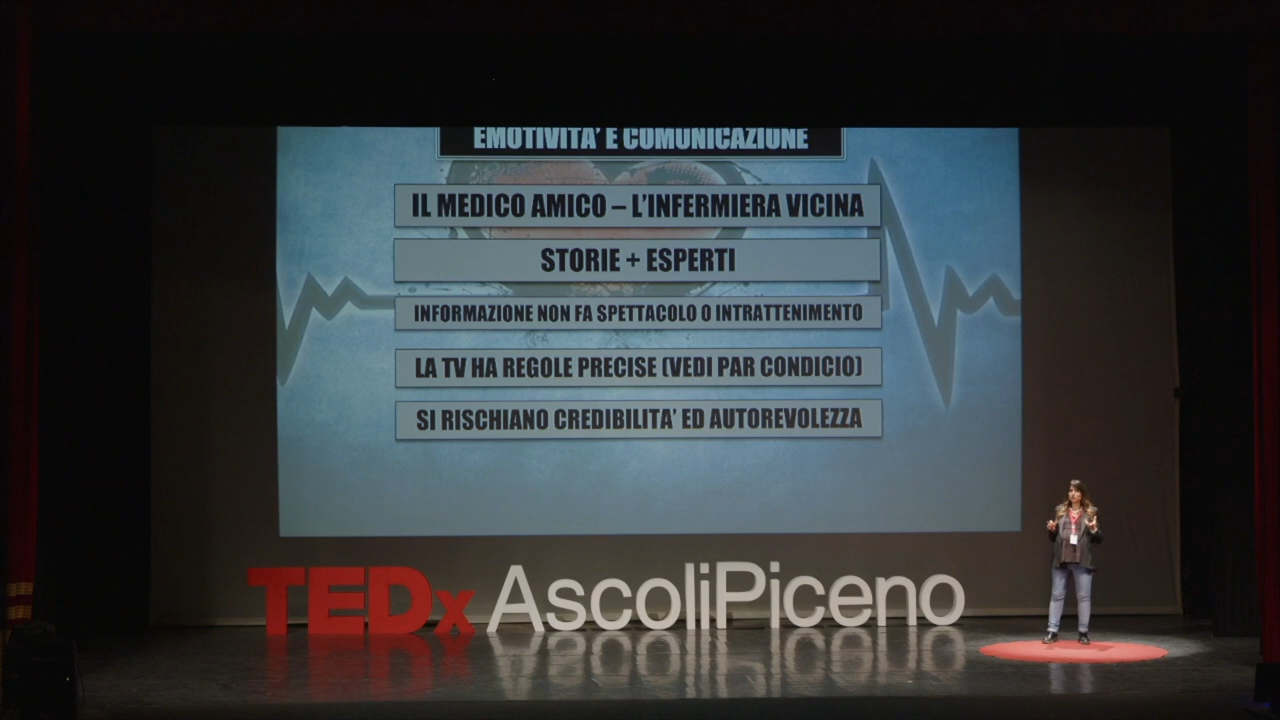 EMOTIVITA' E COMUNICAZIONE
IL MEDICO AMICO – L'INFERMIERA VICINA
STORIE + ESPERTI
INFORMAZIONE NON FA SPETTACOLO O INTRATTENIMENTO
LA TV HA REGOLE PRECISE (VEDI PAR CONDICIO)
SI RISCHIANO CREDIBILITA' ED AUTOREVOLEZZA
TEDx AscoliPiceno